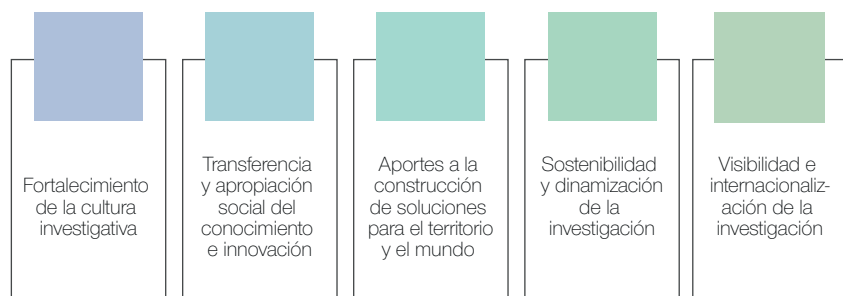 Fortalecimiento
de la cultura
investigativa
Transferencia
y apropiación
social del
conocimiento
e innovación
Aportes a la
construcción
de soluciones
para el territorio
y el mundo
Sostenibilidad
y dinamización
de la
investigación
Visibilidad e
internacionaliz-
ación de la
investigación